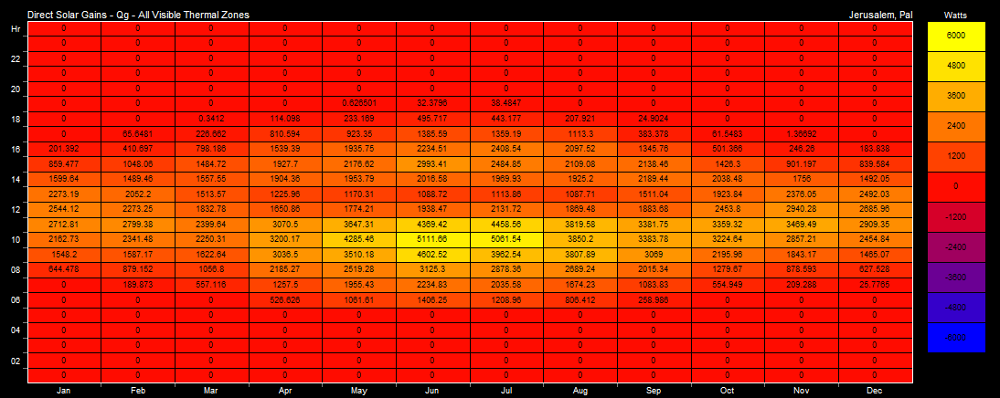 Direct Solar Gains - Qg - All Visible Thermal Zones Jerusalem, Pal Watts
Hr 0 0 0 0 0 0 0 0 0 0 0 0
0 0 0 0 0 0 0 0 0 0 0 0 6000
22 0 0 0 0 0 0 0 0 0 0 0 0
0 0 0 0 0 0 0 0 0 0 0 0 4800
20 0 0 0 0 0 0 0 0 0 0 0 0
0 0 0 0 0.626501 32.3796 38.4847 0 0 0 0 0 3600
18 0 0 0.3412 114.098 233.169 495.717 443.177 207.921 24.9024 0 0 0
0 65.6481 226.662 810.594 923.35 1385.59 1359.19 1113.3 383.378 61.5483 1.36692 0 2400
16 201.392 410.697 798.186 1539.39 1935.75 2234.51 2408.54 2097.52 1345.76 501.366 246.26 183.838
859.477 1048.06 1484.72 1927.7 2176.62 2993.41 2484.85 2109.08 2138.46 1426.3 901.197 839.584 1200
14 1599.64 1489.46 1557.55 1904.36 1953.79 2016.58 1969.93 1925.2 2189.44 2038.48 1756 1492.05
2273.19 2052.2 1513.57 1225.96 1170.31 1088.72 1113.86 1087.71 1511.04 1923.84 2376.05 2492.03 0
12 2544.12 2273.25 1832.78 1650.86 1774.21 1938.47 2131.72 1869.48 1883.68 2453.8 2940.28 2685.96
2712.81 2799.38 2399.64 3070.5 3647.31 4369.42 4458.56 3819.58 3381.75 3359.32 3469.49 2909.35 -1200
10 2162.73 2341.48 2250.31 3200.17 4285.46 5111.66 5061.54 3850.2 3383.78 3224.64 2857.21 2454.84
1548.2 1587.17 1622.64 3036.5 3510.18 4602.52 3962.54 3807.89 3069 2195.96 1843.17 1465.07 -2400
08 644.478 879.152 1056.8 2185.27 2519.28 3125.3 2878.36 2689.24 2015.34 1279.67 878.593 627.528
0 189.873 557.116 1257.5 1955.43 2234.83 2035.58 1674.23 1083.83 554.949 209.288 25.7765 -3600
06 0 0 0 526.626 1061.61 1406.25 1208.96 806.412 258.986 0 0 0
0 0 0 0 0 0 0 0 0 0 0 0 -4800
04 0 0 0 0 0 0 0 0 0 0 0 0
0 0 0 0 0 0 0 0 0 0 0 0 -6000
02 0 0 0 0 0 0 0 0 0 0 0 0
0 0 0 0 0 0 0 0 0 0 0 0
Jan Feb Mar Apr May Jun Jul Aug Sep Oct Nov Dec